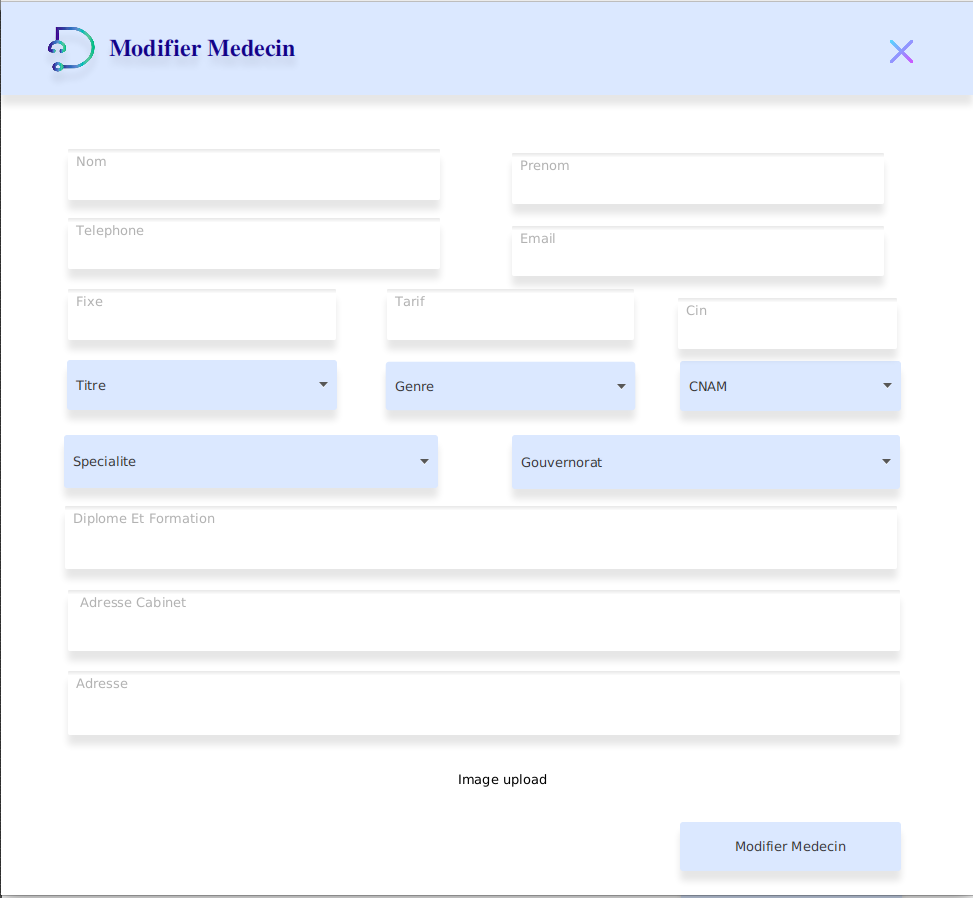 Modifier Medecin
Nom
Prenom
Telephone
Email
Fixe
Tarif
Cin
Titre
Genre
CNAM
Specialite
Gouvernorat
Diplome Et Formation
Adresse Cabinet
Adresse
Image upload
Modifier Medecin